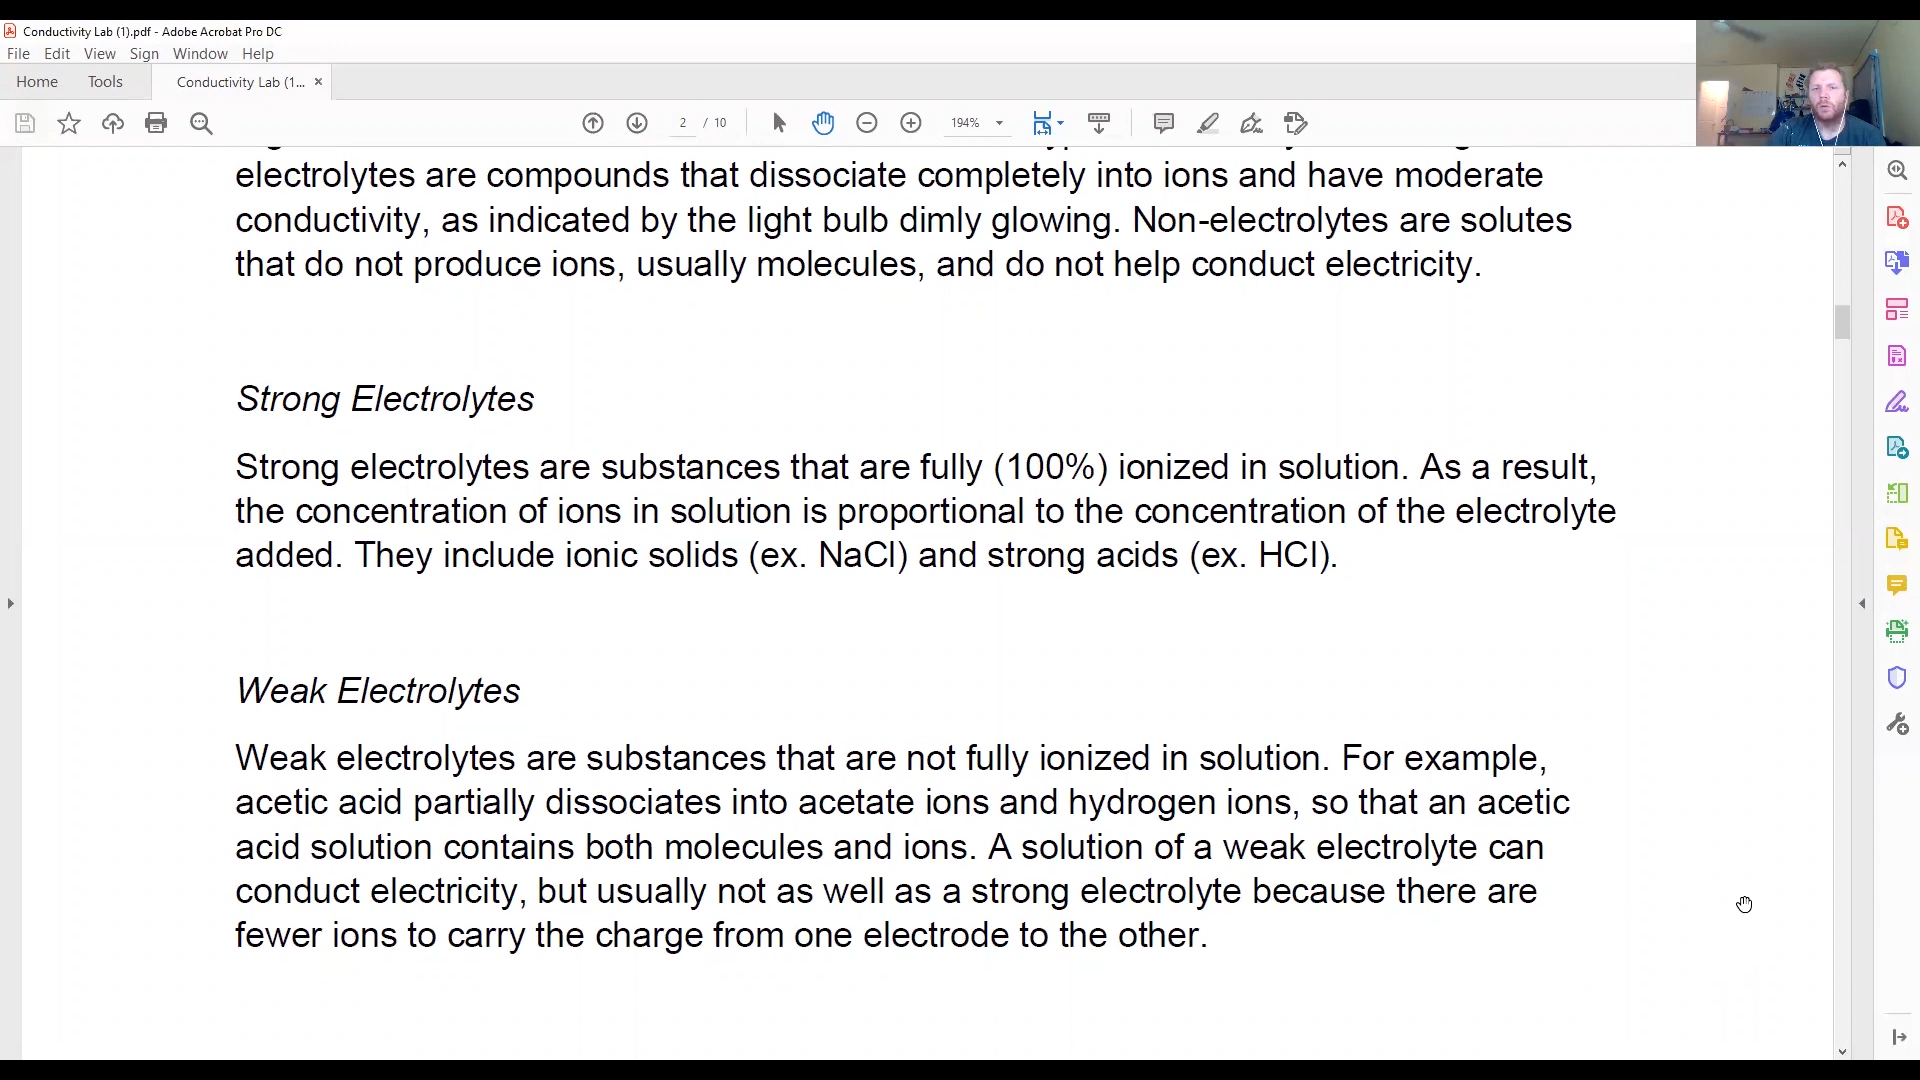 Conductivity Lab (1).pdf - Adobe Acrobat Pro DC
File Edit View Sign Window Help
Home Tools Conductivity Lab (1... ×
2 / 10 194%
electrolytes are compounds that dissociate completely into ions and have moderate
conductivity, as indicated by the light bulb dimly glowing. Non-electrolytes are solutes
that do not produce ions, usually molecules, and do not help conduct electricity.
Strong Electrolytes
Strong electrolytes are substances that are fully (100%) ionized in solution. As a result,
the concentration of ions in solution is proportional to the concentration of the electrolyte
added. They include ionic solids (ex. NaCl) and strong acids (ex. HCl).
Weak Electrolytes
Weak electrolytes are substances that are not fully ionized in solution. For example,
acetic acid partially dissociates into acetate ions and hydrogen ions, so that an acetic
acid solution contains both molecules and ions. A solution of a weak electrolyte can
conduct electricity, but usually not as well as a strong electrolyte because there are
fewer ions to carry the charge from one electrode to the other.